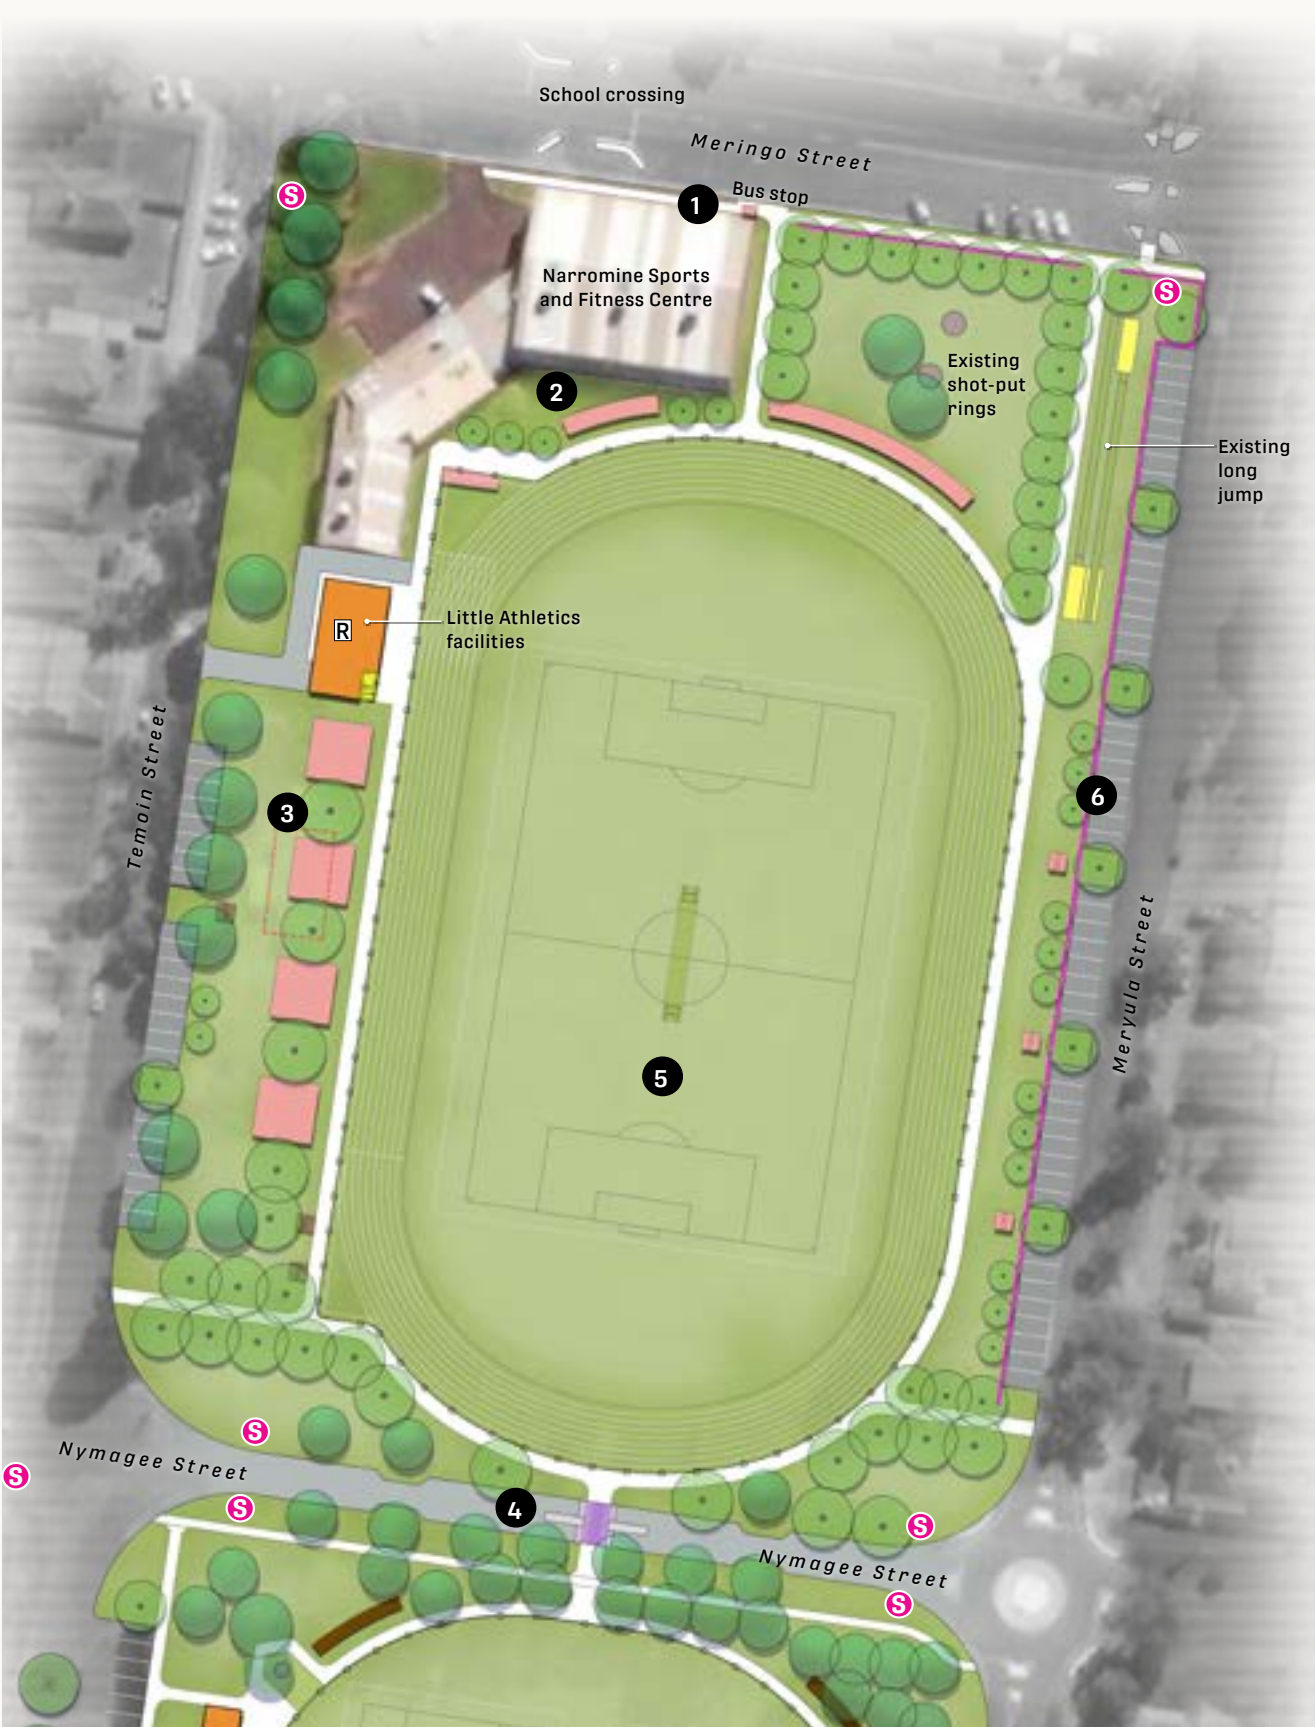 School crossing
Meringo Street
Bus stop
S
1
Narromine Sports
and Fitness Centre
S
Existing
shot-put
rings
2
Existing
long
jump
R
Little Athletics
facilities
Temoin Street
3
6
Meryula Street
5
S
Nymagee Street
S
S
4
S
Nymagee Street
S